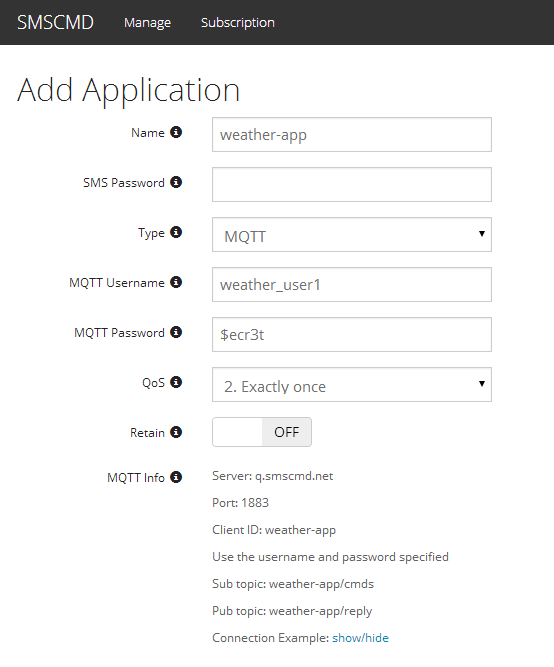 SMSCMD Manage Subscription
Add Application
Name weather-app
SMS Password
Type MQTT
MQTT Username weather_user1
MQTT Password $ecr3t
QoS 2. Exactly once
Retain OFF
MQTT Info Server: q.smscmd.net
Port: 1883
Client ID: weather-app
Use the username and password specified
Sub topic: weather-app/cmds
Pub topic: weather-app/reply
Connection Example: show/hide